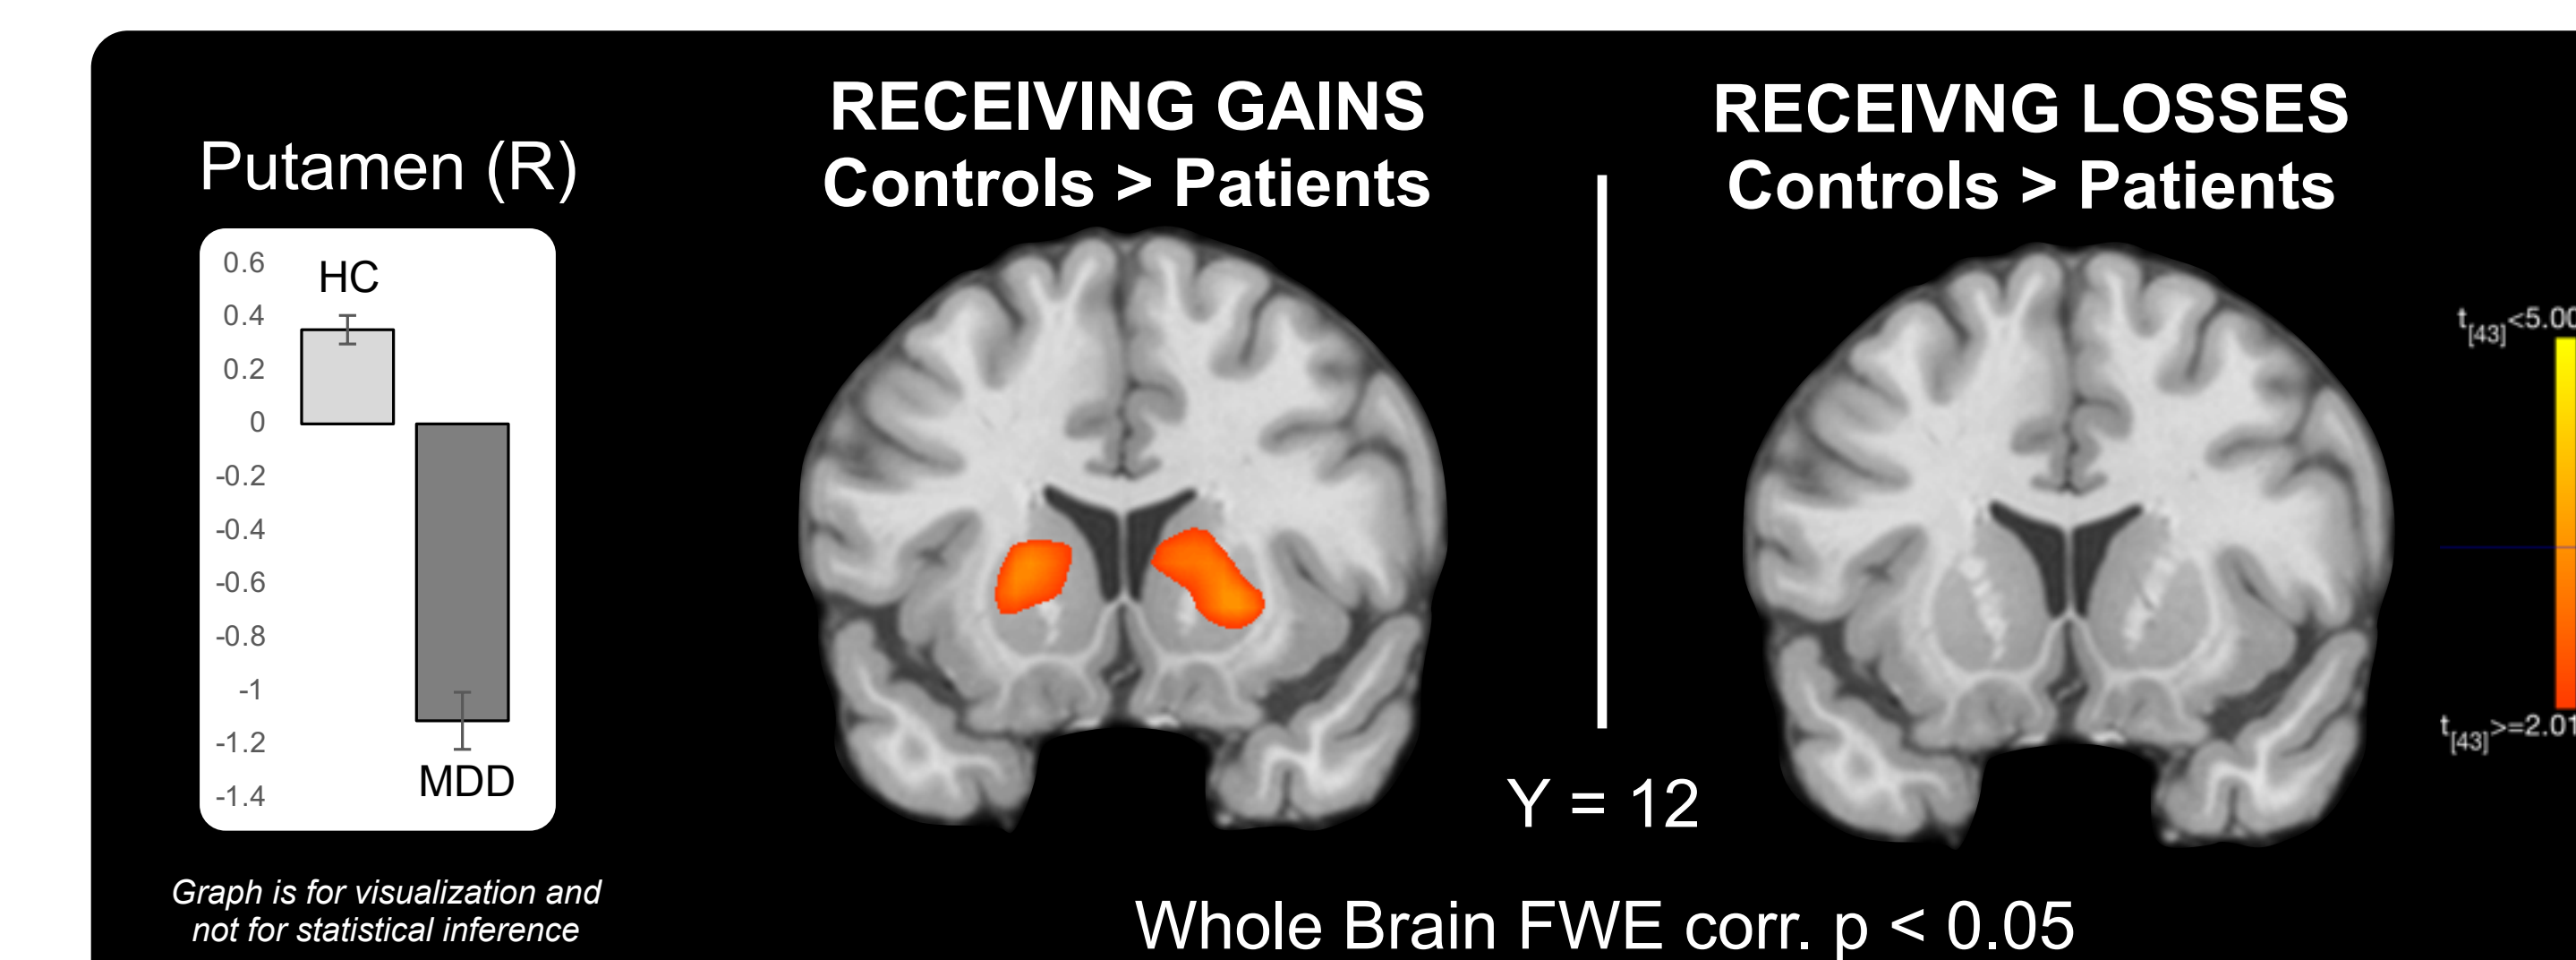 RECEIVING GAINS
Controls > Patients
RECEIVNG LOSSES
Controls > Patients
Putamen (R)
0.6
0.4
0.2
0
-0.2
-0.4
-0.6
-0.8
-1
-1.2
-1.4
HC
MDD
Graph is for visualization and
not for statistical inference
Y = 12
t[43]<5.00
t[43]>=2.01
Whole Brain FWE corr. p < 0.05